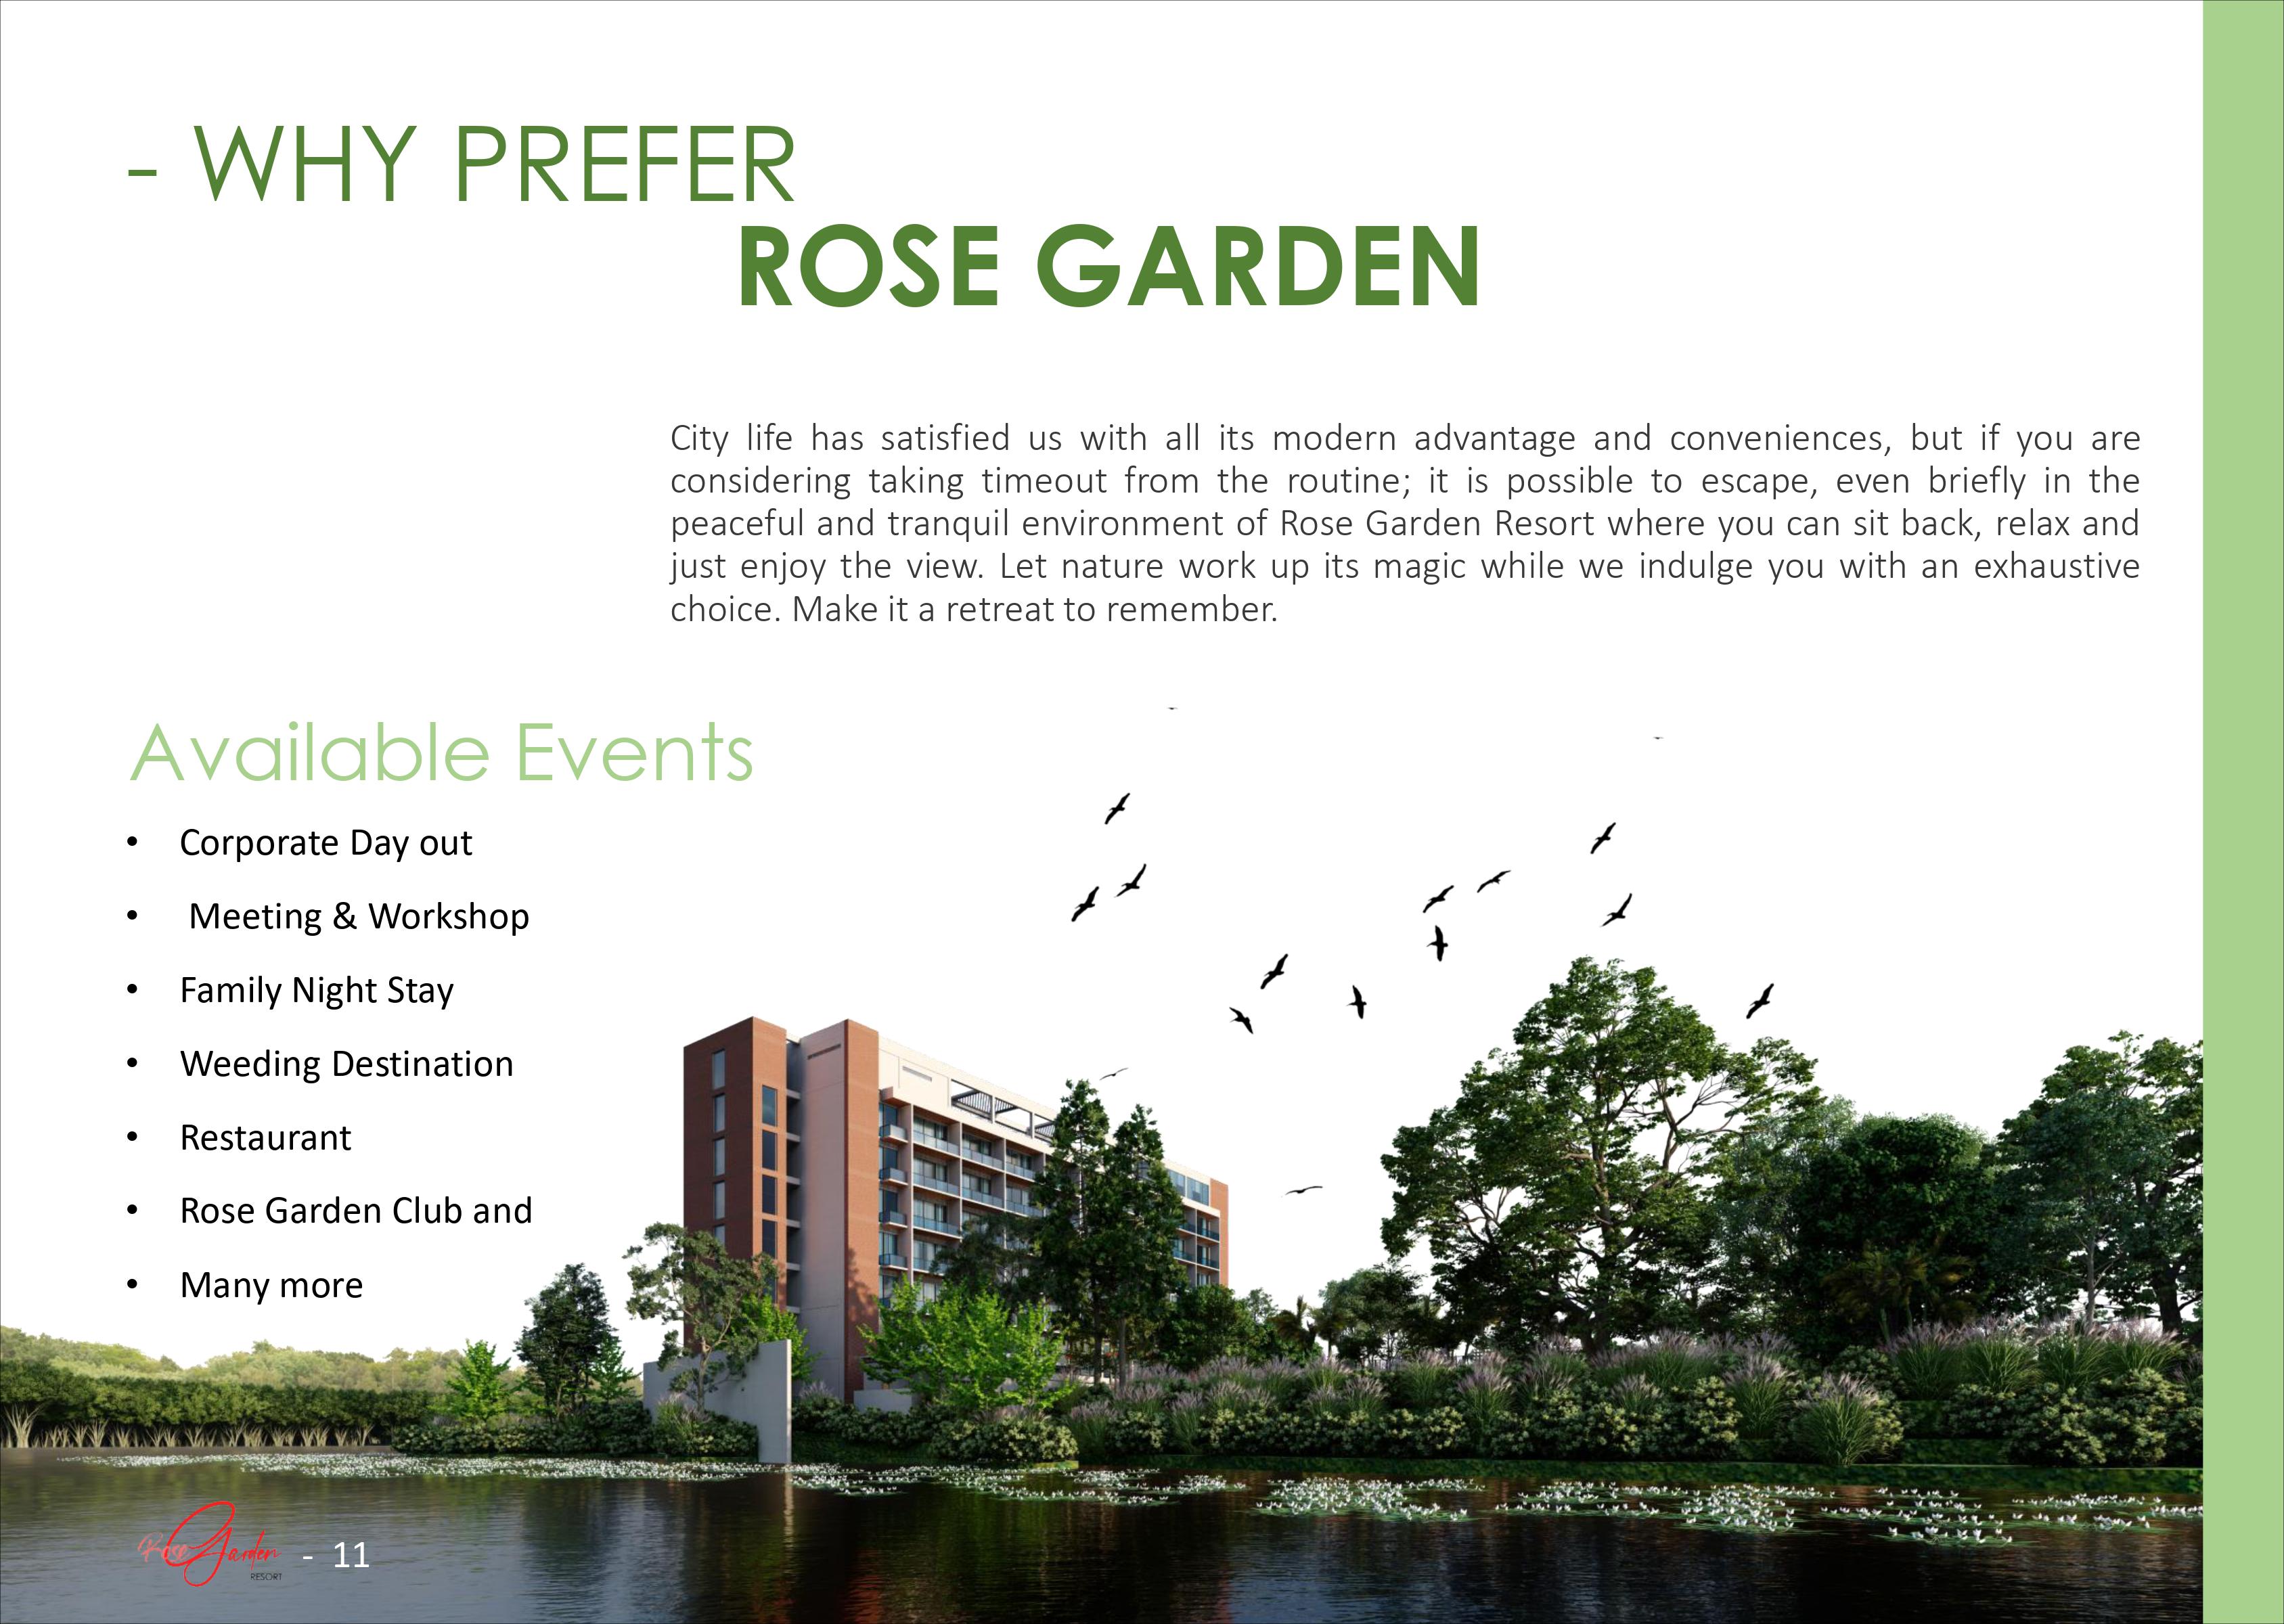 - WHY PREFER
ROSE GARDEN
City life has satisfied us with all its modern advantage and conveniences, but if you are
considering taking timeout from the routine; it is possible to escape, even briefly in the
peaceful and tranquil environment of Rose Garden Resort where you can sit back, relax and
just enjoy the view. Let nature work up its magic while we indulge you with an exhaustive
choice. Make it a retreat to remember.
Available Events
• Corporate Day out
• Meeting & Workshop
• Family Night Stay
• Weeding Destination
• Restaurant
• Rose Garden Club and
• Many more
Rose Garden
RESORT
- 11